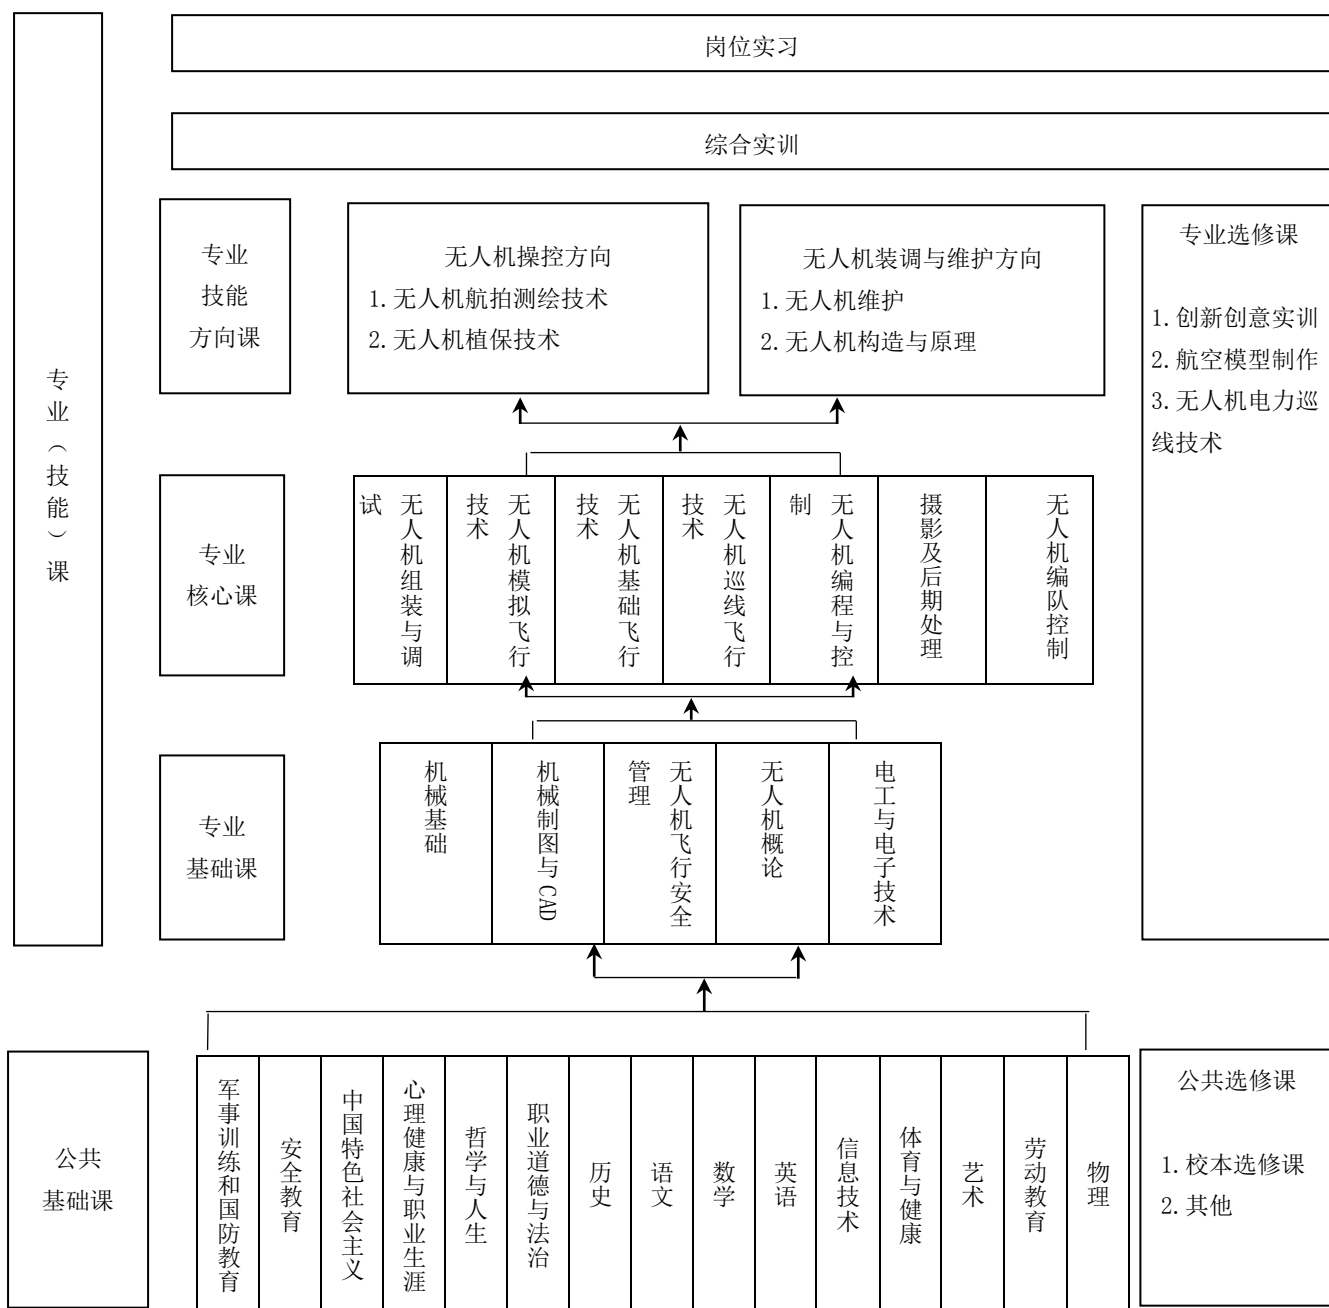 岗位实习
综合实训
专业（技能）课
专业
技能
方向课
无人机操控方向
1.无人机航拍测绘技术
2.无人机植保技术
无人机装调与维护方向
1.无人机维护
2.无人机构造与原理
专业选修课
1.创新创意实训
2.航空模型制作
3.无人机电力巡
线技术
专业
核心课
无人机组装与调
试
无人机模拟飞行
技术
无人机基础飞行
技术
无人机巡线飞行
技术
无人机编程与控
制
摄影及后期处理
无人机编队控制
专业
基础课
机械基础
机械制图与CAD
无人机飞行安全
管理
无人机概论
电工与电子技术
公共
基础课
军事训练和国防教育
安全教育
中国特色社会主义
心理健康与职业生涯
哲学与人生
职业道德与法治
历史
语文
数学
英语
信息技术
体育与健康
艺术
劳动教育
物理
公共选修课
1.校本选修课
2.其他